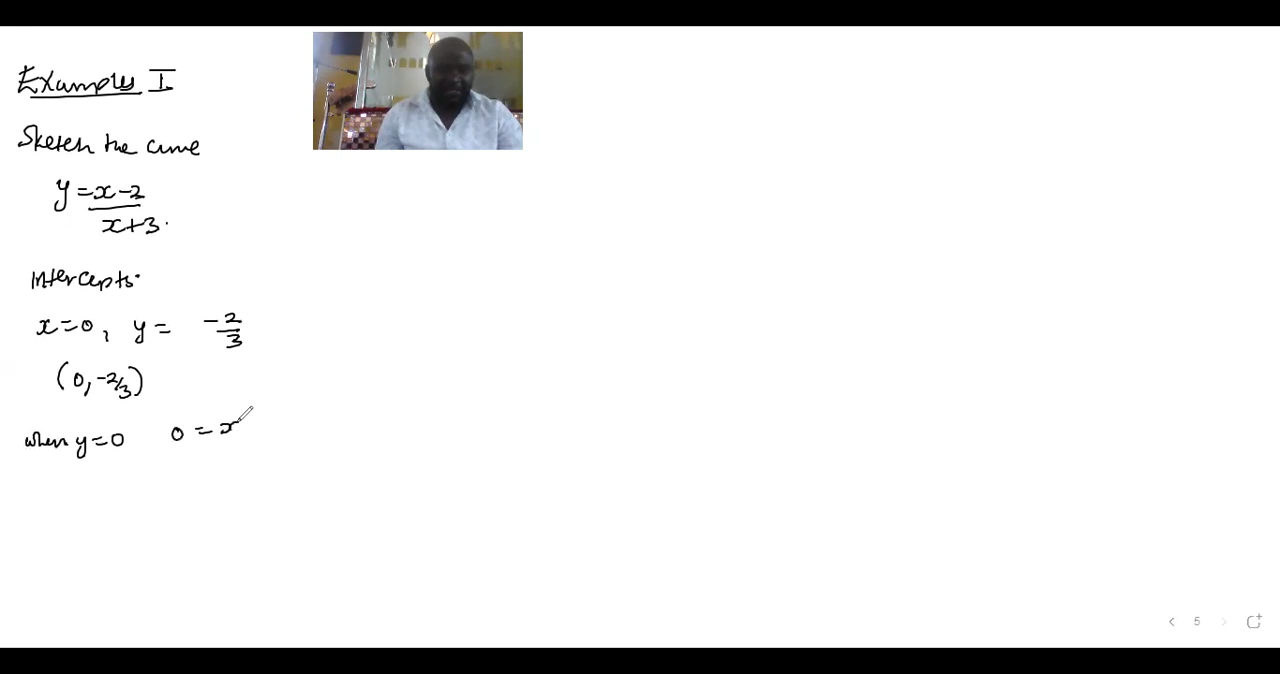 Examples I
Sketch the curve
y = x-2
x+3.
Intercepts.
x=0, y= -2/3
(0, -2/3)
when y=0 0 = x
5